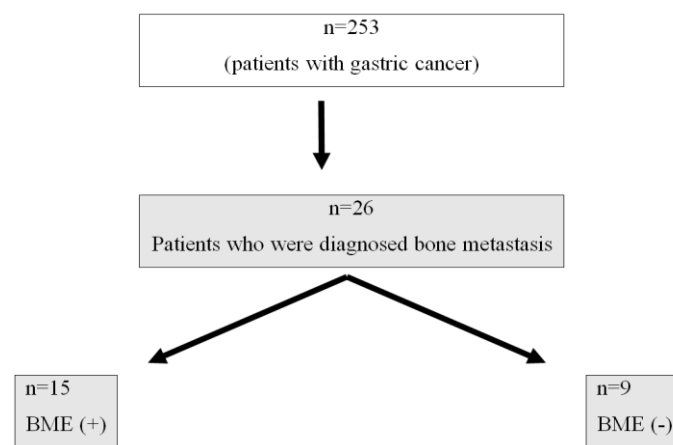 n=253
(patients with gastric cancer)
n=26
Patients who were diagnosed bone metastasis
n=15
BME (+)
n=9
BME (-)